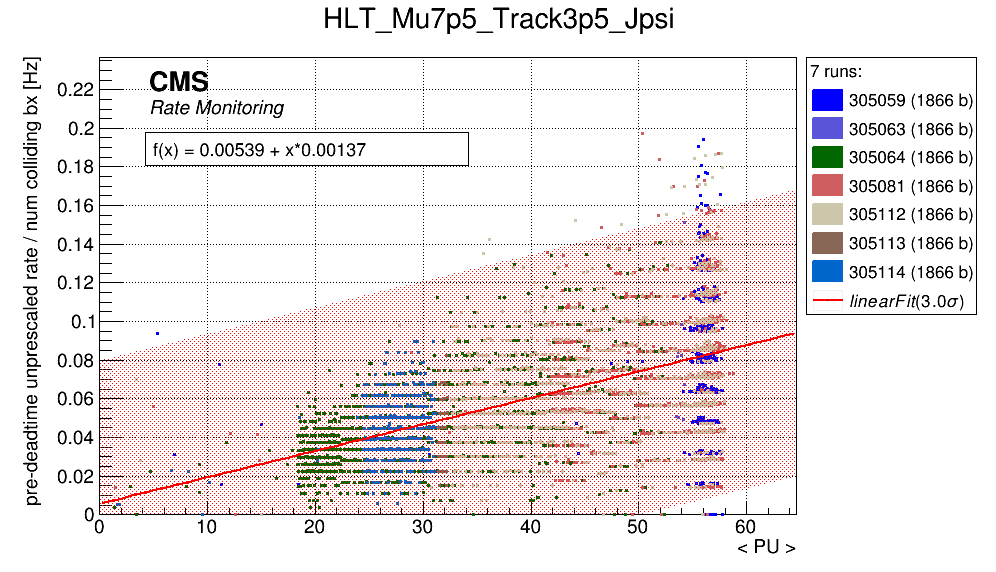 HLT_Mu7p5_Track3p5_Jpsi
pre-deadtime unprescaled rate / num colliding bx [Hz]
CMS
Rate Monitoring
f(x) = 0.00539 + x*0.00137
0.22
0.2
0.18
0.16
0.14
0.12
0.1
0.08
0.06
0.04
0.02
0
0 10 20 30 40 50 60
< PU >
7 runs:
305059 (1866 b)
305063 (1866 b)
305064 (1866 b)
305081 (1866 b)
305112 (1866 b)
305113 (1866 b)
305114 (1866 b)
linearFit(3.0σ)